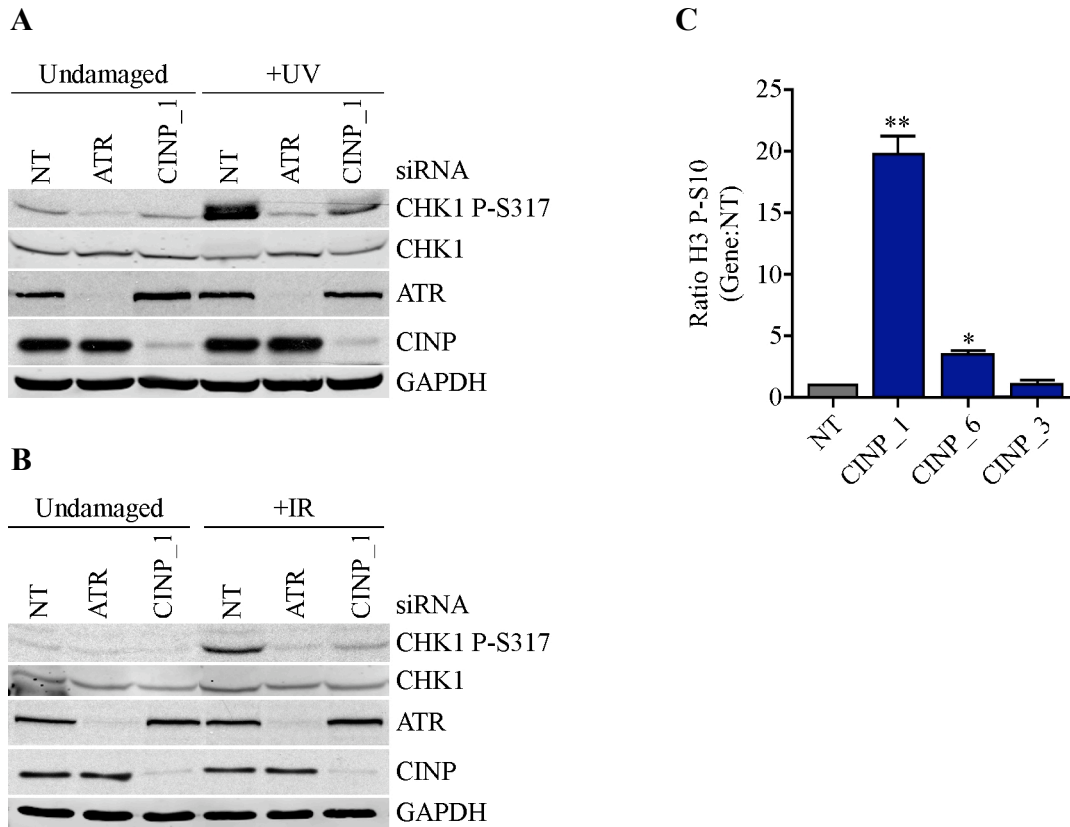 A
Undamaged +UV
NT ATR CINP_1 NT ATR CINP_1 siRNA
CHK1 P-S317
CHK1
ATR
CINP
GAPDH
B
Undamaged +IR
NT ATR CINP_1 NT ATR CINP_1 siRNA
CHK1 P-S317
CHK1
ATR
CINP
GAPDH
C
Ratio H3 P-S10
(Gene:NT)
25
20
15
10
5
0
**
*
NT CINP_1 CINP_6 CINP_3